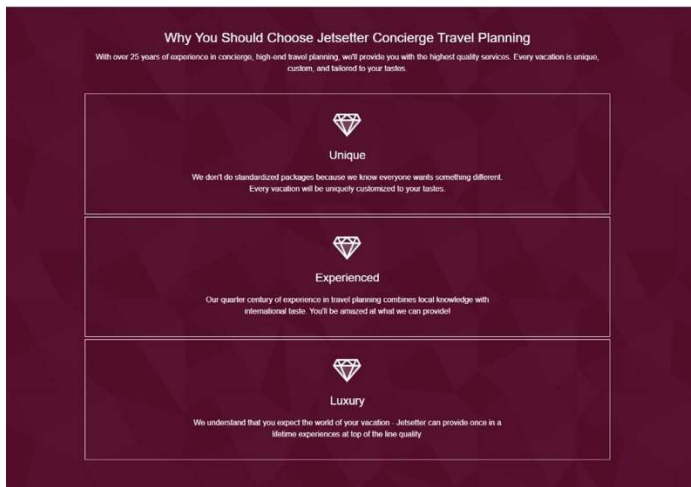 Why You Should Choose Jetsetter Concierge Travel Planning
With over 25 years of experience in concierge, high-end travel planning, we'll provide you with the highest quality services. Every vacation is unique,
custom, and tailored to your tastes.
Unique
We don't do standardized packages because we know everyone wants something different.
Every vacation will be uniquely customized to your tastes.
Experienced
Our quarter century of experience in travel planning combines local knowledge with
international taste. You'll be amazed at what we can provide!
Luxury
We understand that you expect the world of your vacation - Jetsetter can provide once in a
lifetime experiences at top of the line quality